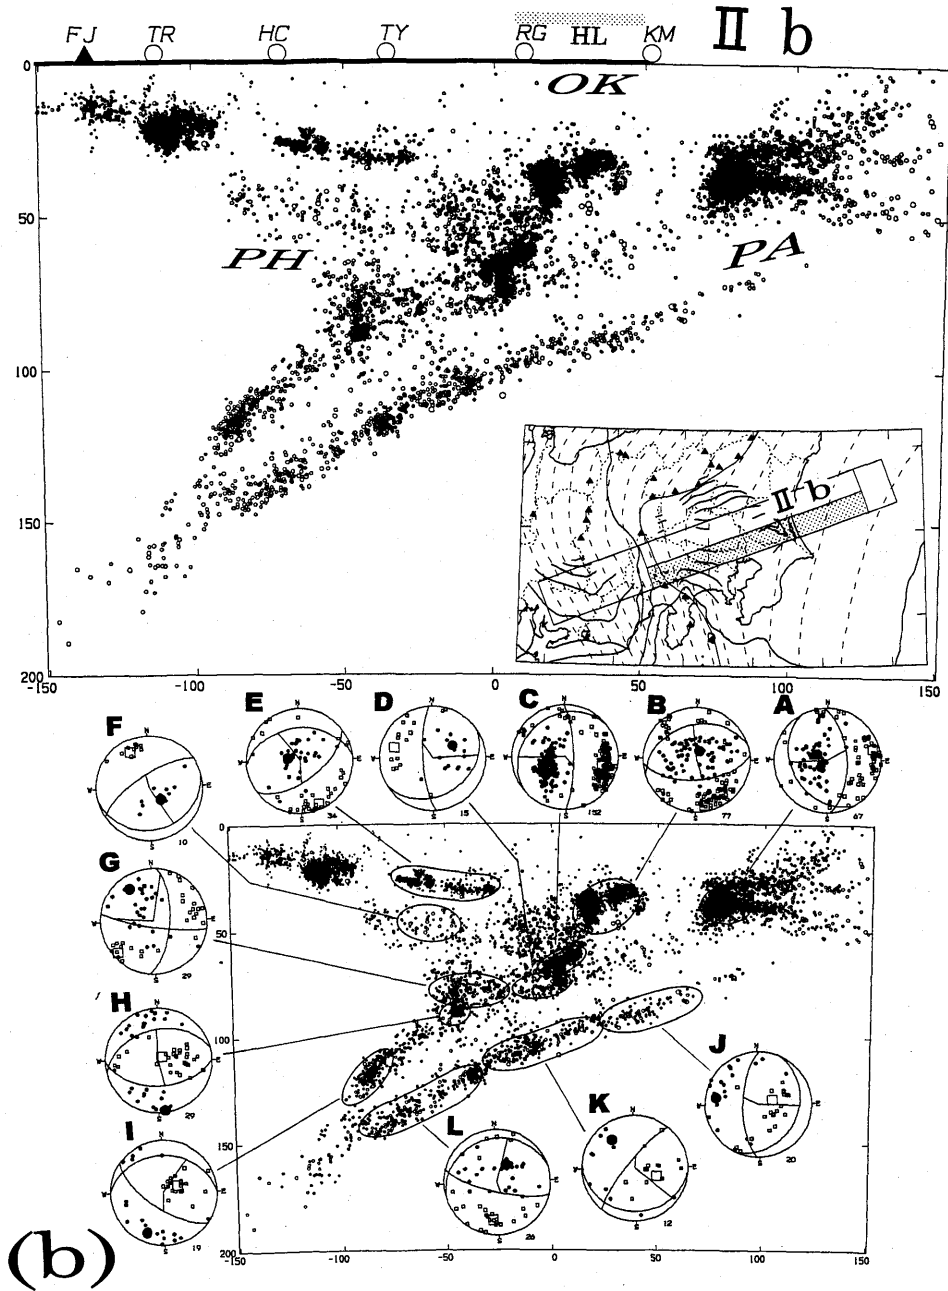 FJ TR HC TY RG HL KM II b
OK
0
50
PH PA
100
150
II b
200
-150 -100 -50 0 50 100 150
F E D C B A
N N N N N N
E E E E E E
S S S S S S
10 34 15 152 77 67
0
G
N
E
S
29
50
H
N
E
S
29
100
J
N
E
S
20
I
N
E
S
19
150
L K
N N
E E
S S
26 12
200
-150 -100 -50 0 50 100 150
(b)